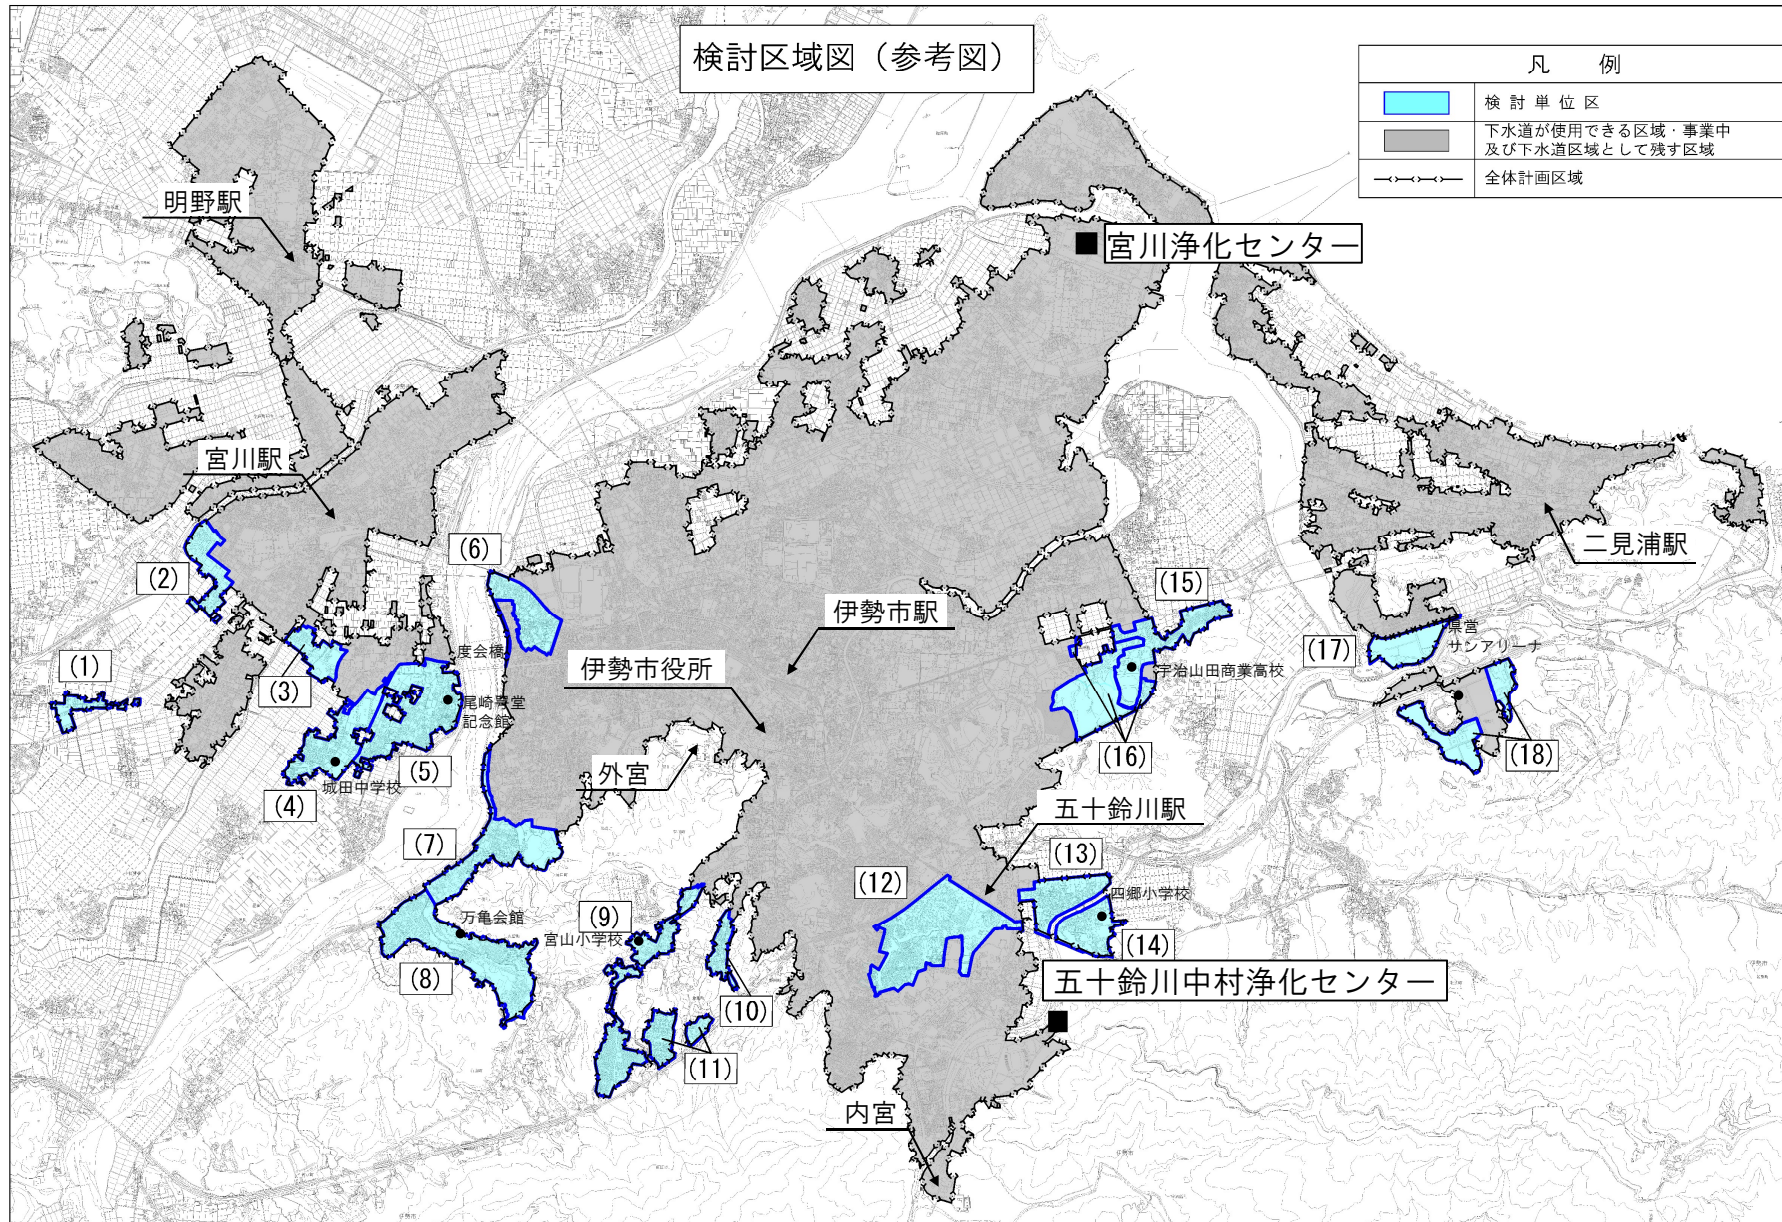 検討区域図（参考図）
凡　例
検討単位区
下水道が使用できる区域・事業中
及び下水道区域として残す区域
全体計画区域
明野駅
宮川浄化センター
宮川駅
二見浦駅
(6)
(2)
(15)
伊勢市駅
県営
サンアリーナ
(17)
度会橋
伊勢市役所
宇治山田商業高校
(1)
(3)
尾崎咢堂
記念館
(16)
(18)
外宮
(5)
(4)
城田中学校
五十鈴川駅
(7)
(13)
(12)
四郷小学校
万亀会館
(9)
宮山小学校
(14)
(8)
五十鈴川中村浄化センター
(10)
(11)
内宮